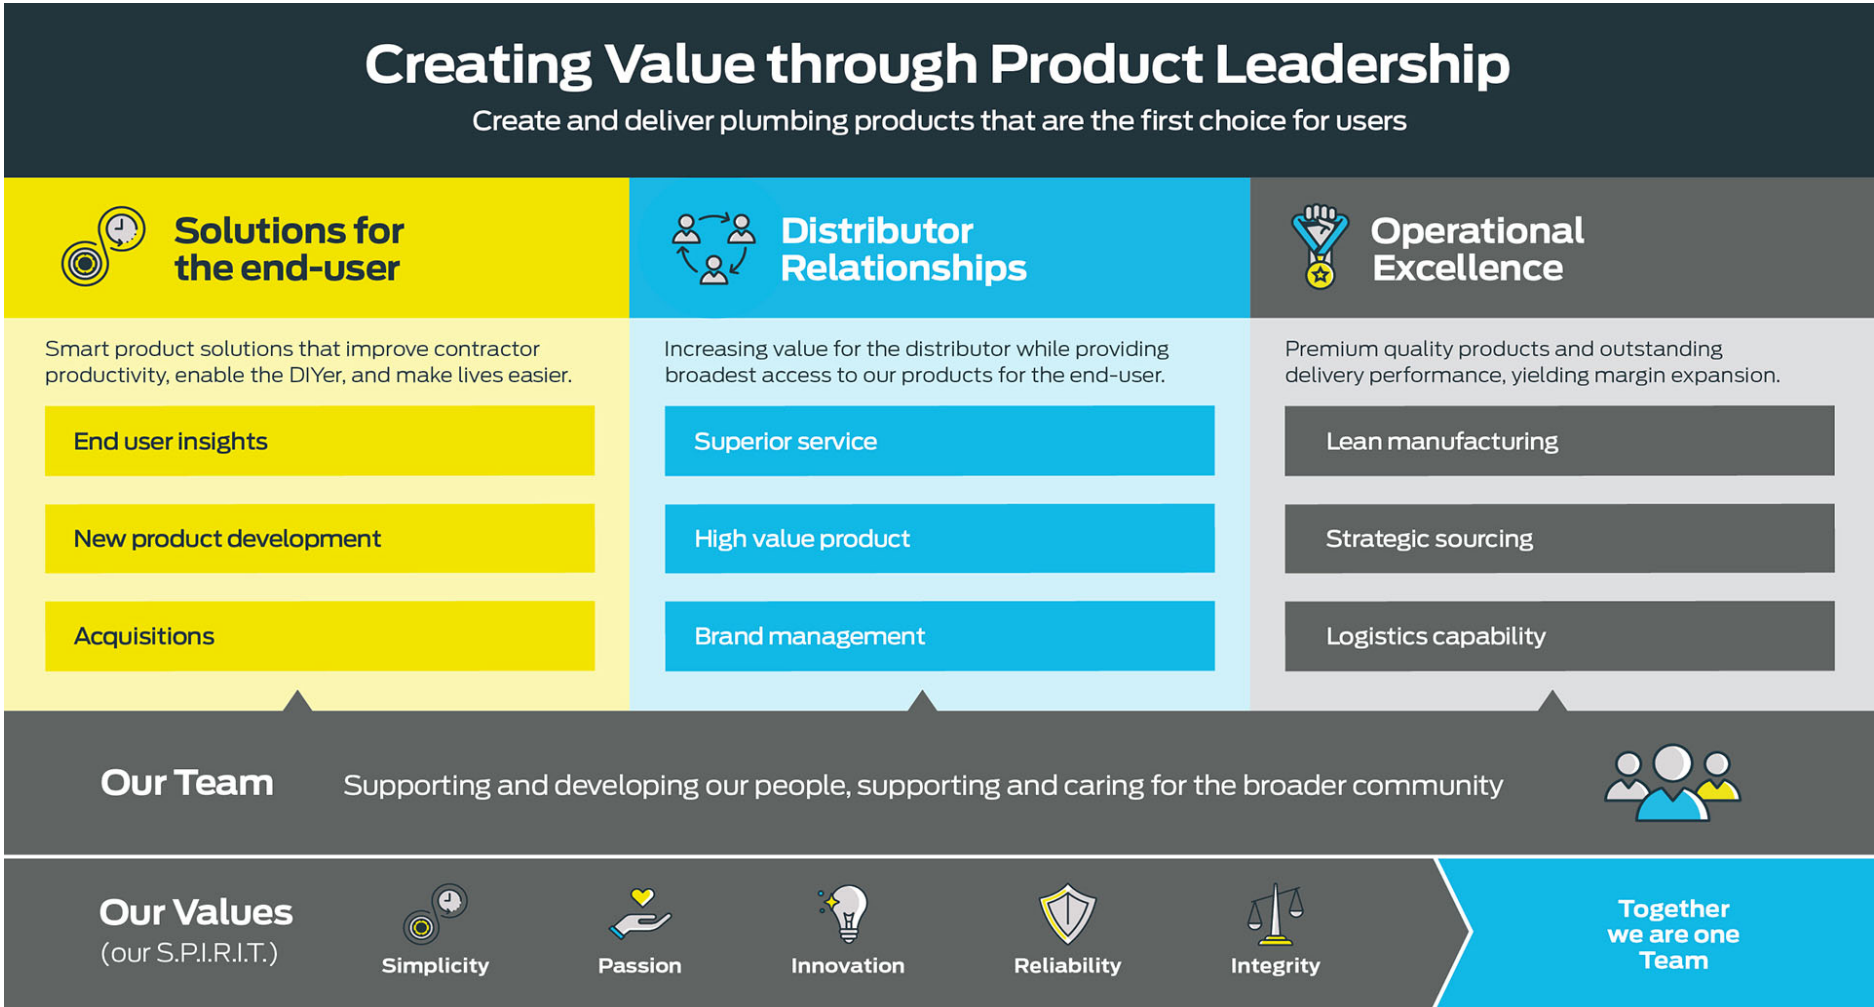 Creating Value through Product Leadership
Create and deliver plumbing products that are the first choice for users
Solutions for
the end-user
Smart product solutions that improve contractor
productivity, enable the DIYer, and make lives easier.
End user insights
New product development
Acquisitions
Distributor
Relationships
Increasing value for the distributor while providing
broadest access to our products for the end-user.
Superior service
High value product
Brand management
Operational
Excellence
Premium quality products and outstanding
delivery performance, yielding margin expansion.
Lean manufacturing
Strategic sourcing
Logistics capability
Our Team
Supporting and developing our people, supporting and caring for the broader community
Our Values
(our S.P.I.R.I.T.)
Simplicity
Passion
Innovation
Reliability
Integrity
Together
we are one
Team